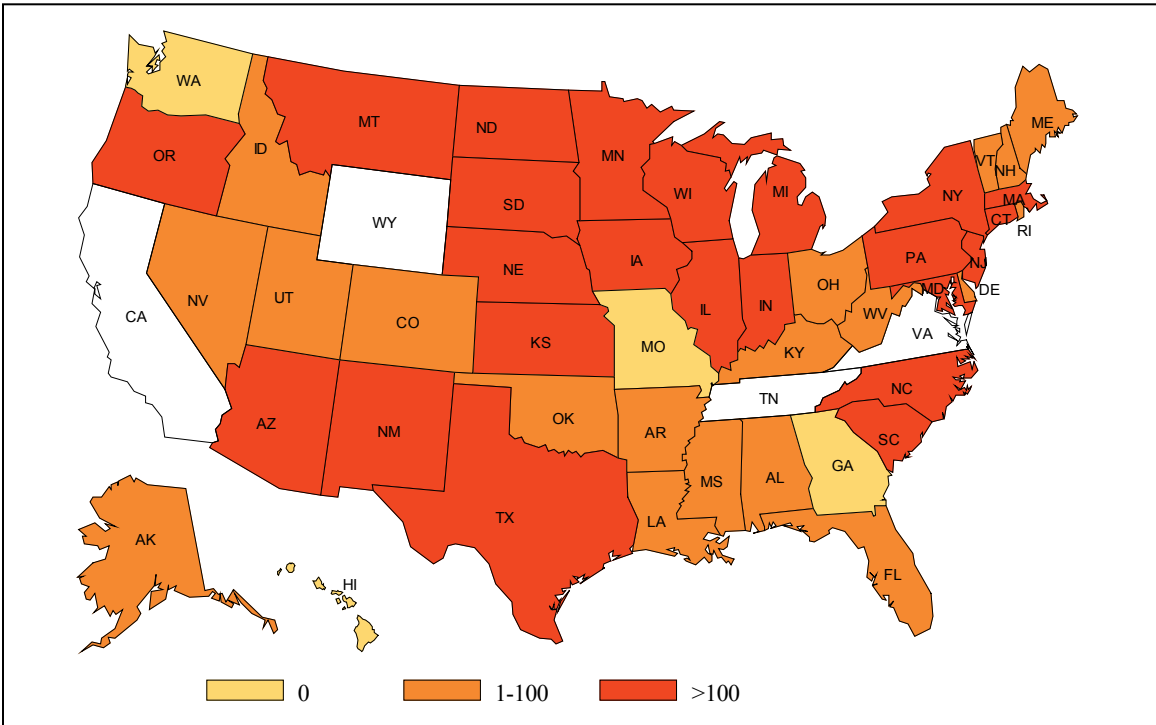 WA
MT
ND
MN
ME
OR
ID
WI
MI
VT
NH
NY
MA
CT
RI
WY
SD
IA
PA
NJ
NE
OH
MD
DE
NV
UT
CO
IL
IN
WV
CA
KS
MO
KY
VA
TN
NC
AZ
NM
OK
AR
SC
MS
AL
GA
TX
LA
AK
FL
HI
0
1-100
>100